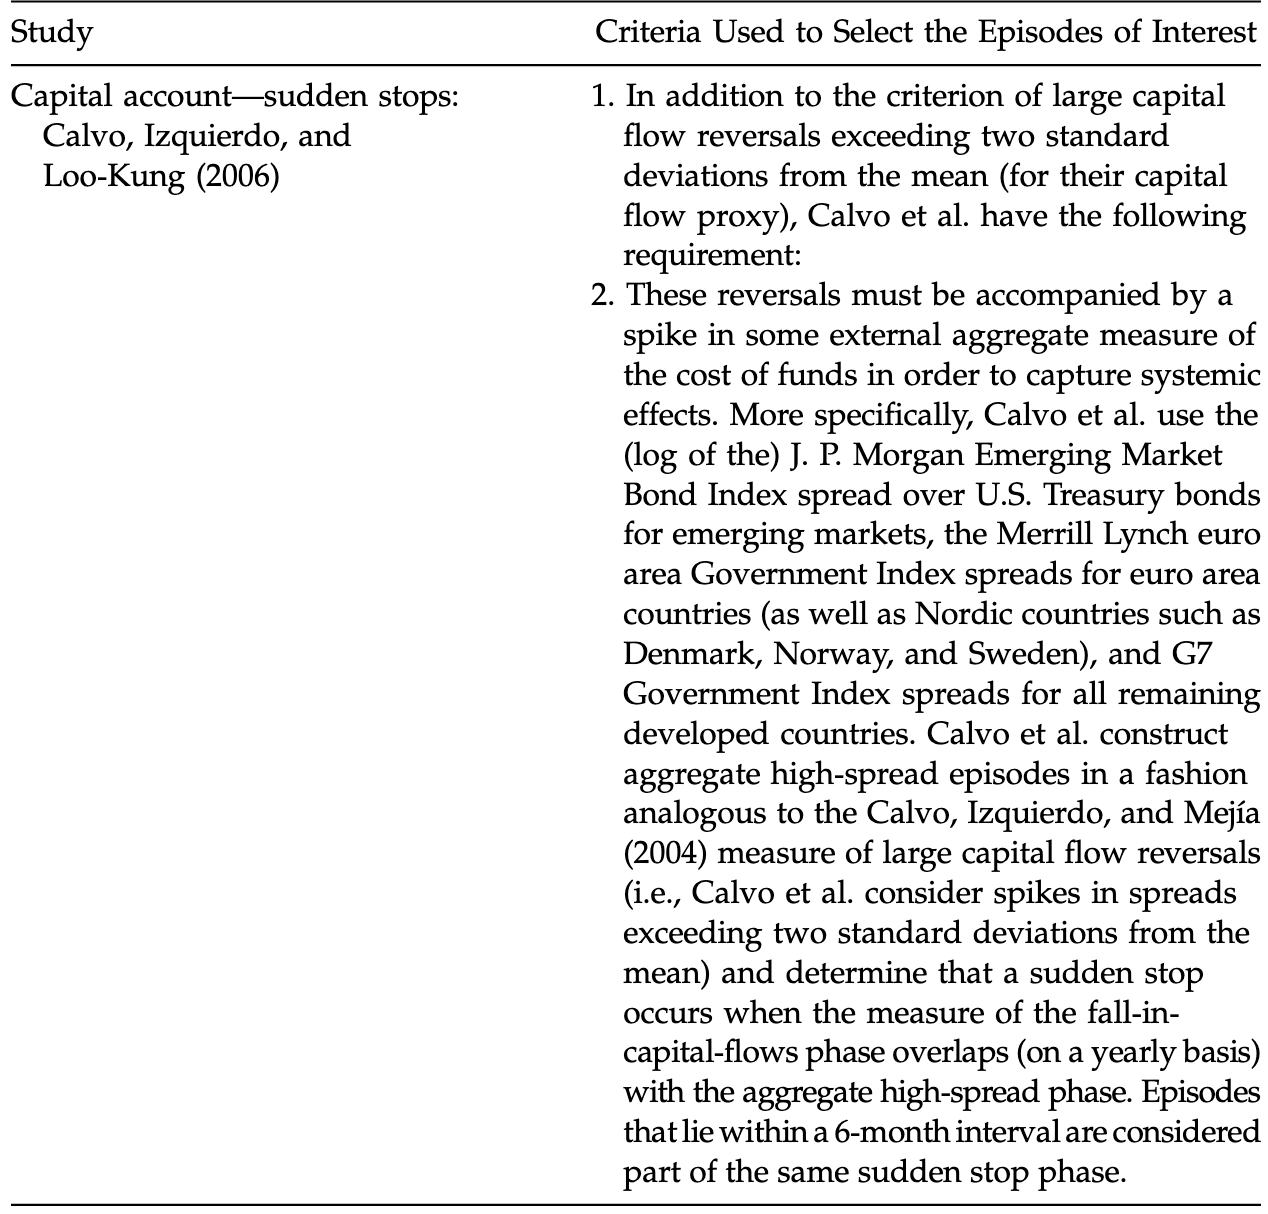 Study
Criteria Used to Select the Episodes of Interest
Capital account—sudden stops:
Calvo, Izquierdo, and
Loo-Kung (2006)
1. In addition to the criterion of large capital
flow reversals exceeding two standard
deviations from the mean (for their capital
flow proxy), Calvo et al. have the following
requirement:
2. These reversals must be accompanied by a
spike in some external aggregate measure of
the cost of funds in order to capture systemic
effects. More specifically, Calvo et al. use the
(log of the) J. P. Morgan Emerging Market
Bond Index spread over U.S. Treasury bonds
for emerging markets, the Merrill Lynch euro
area Government Index spreads for euro area
countries (as well as Nordic countries such as
Denmark, Norway, and Sweden), and G7
Government Index spreads for all remaining
developed countries. Calvo et al. construct
aggregate high-spread episodes in a fashion
analogous to the Calvo, Izquierdo, and Mejía
(2004) measure of large capital flow reversals
(i.e., Calvo et al. consider spikes in spreads
exceeding two standard deviations from the
mean) and determine that a sudden stop
occurs when the measure of the fall-in-
capital-flows phase overlaps (on a yearly basis)
with the aggregate high-spread phase. Episodes
that lie within a 6-month interval are considered
part of the same sudden stop phase.